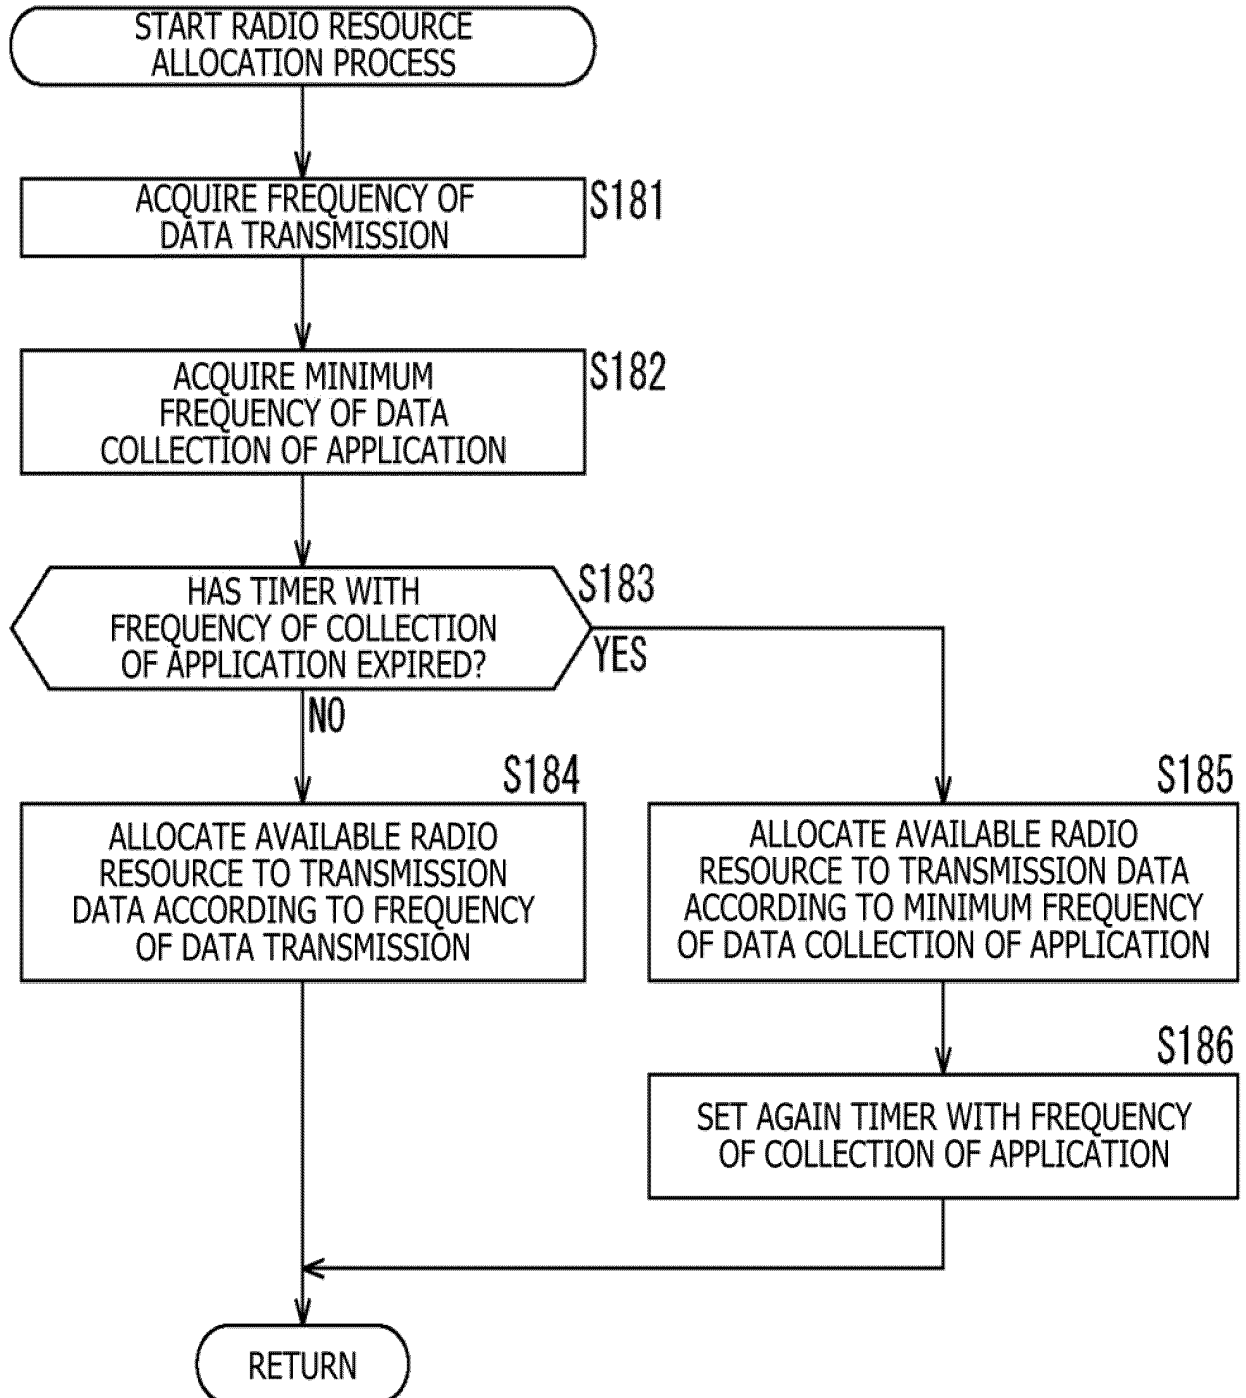 START RADIO RESOURCE
ALLOCATION PROCESS
ACQUIRE FREQUENCY OF
DATA TRANSMISSION
S181
ACQUIRE MINIMUM
FREQUENCY OF DATA
COLLECTION OF APPLICATION
S182
HAS TIMER WITH
FREQUENCY OF COLLECTION
OF APPLICATION EXPIRED?
S183
YES
NO
S184
ALLOCATE AVAILABLE RADIO
RESOURCE TO TRANSMISSION
DATA ACCORDING TO FREQUENCY
OF DATA TRANSMISSION
S185
ALLOCATE AVAILABLE RADIO
RESOURCE TO TRANSMISSION DATA
ACCORDING TO MINIMUM FREQUENCY
OF DATA COLLECTION OF APPLICATION
S186
SET AGAIN TIMER WITH FREQUENCY
OF COLLECTION OF APPLICATION
RETURN